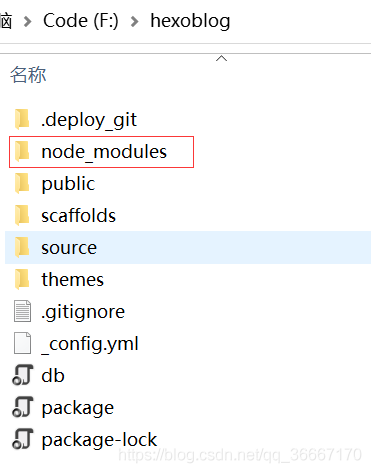 脑 > Code (F:) > hexoblog
名称
.deploy_git
node_modules
public
scaffolds
source
themes
.gitignore
_config.yml
db
package
package-lock
https://blog.csdn.net/qq_36667170